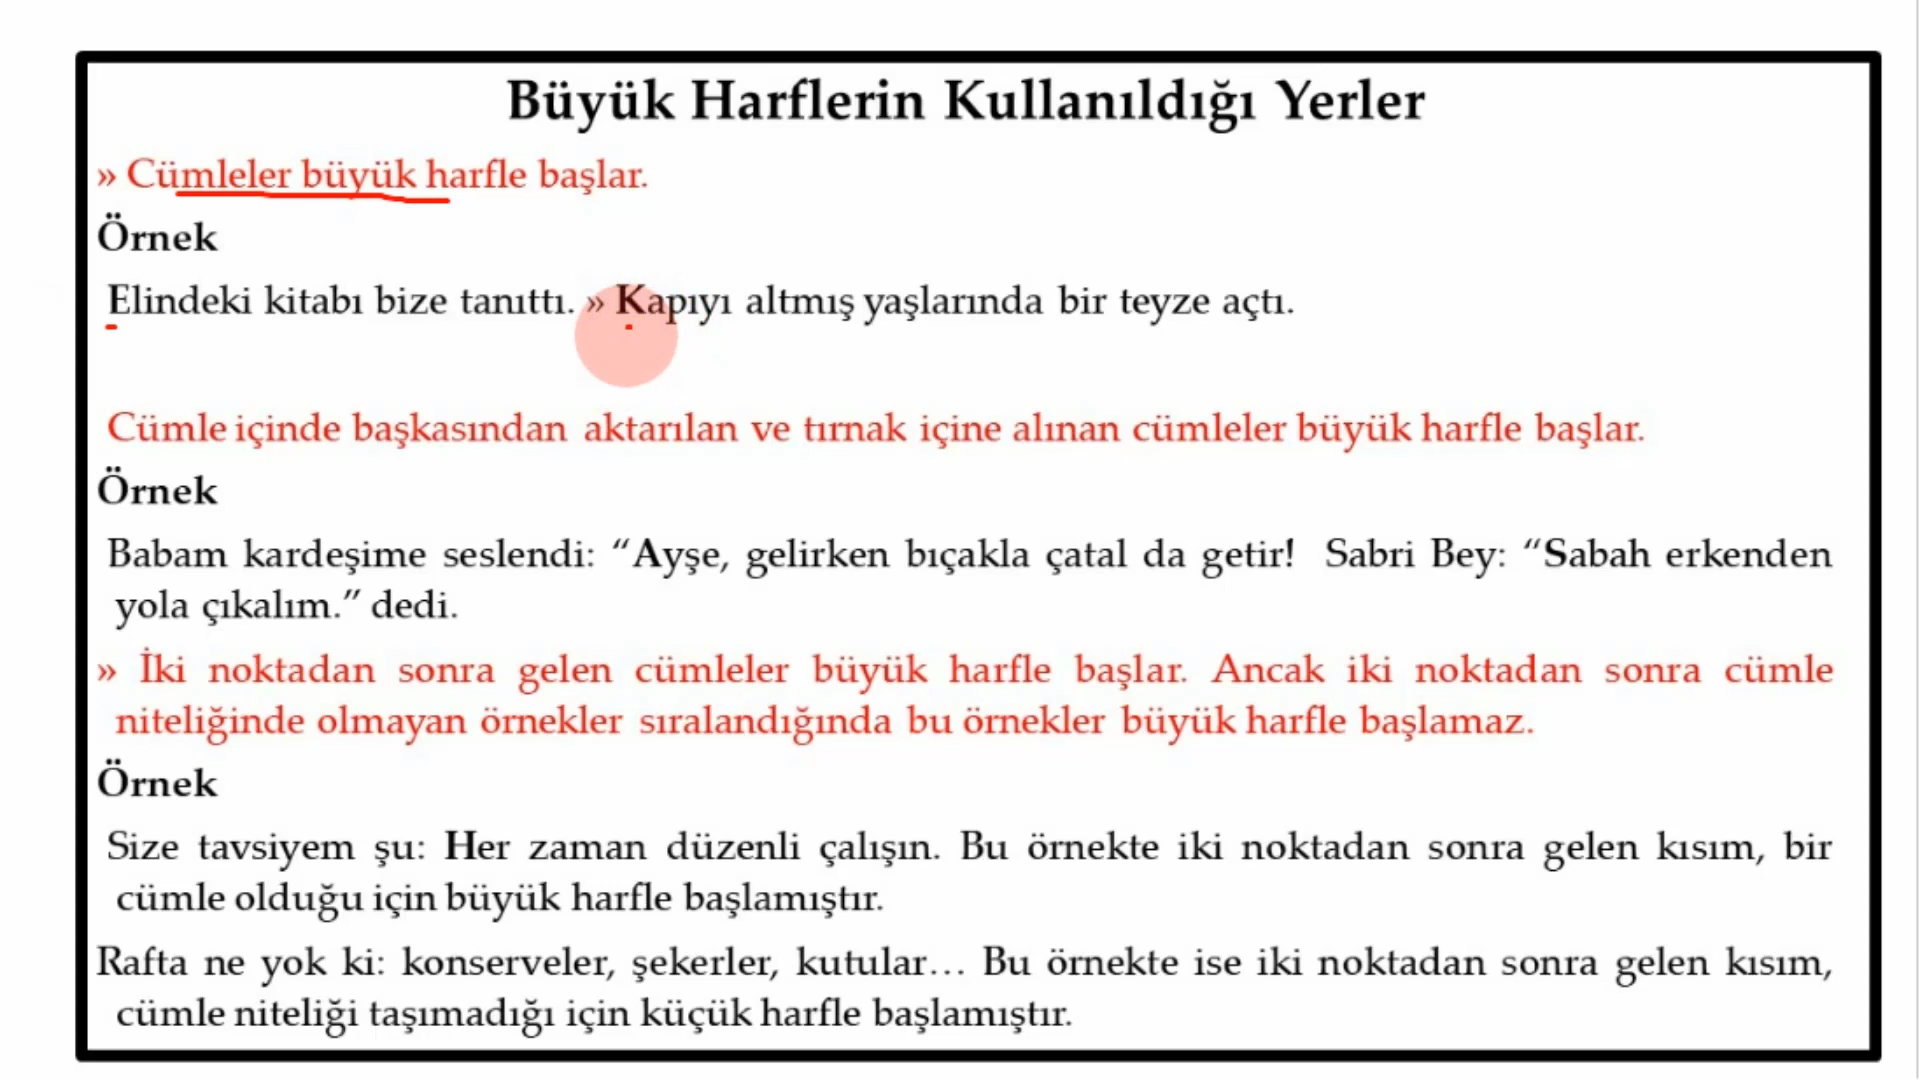 Büyük Harflerin Kullanıldığı Yerler
» Cümleler büyük harfle başlar.
Örnek
Elindeki kitabı bize tanıttı. » Kapıyı altmış yaşlarında bir teyze açtı.
Cümle içinde başkasından aktarılan ve tırnak içine alınan cümleler büyük harfle başlar.
Örnek
Babam kardeşime seslendi: “Ayşe, gelirken bıçakla çatal da getir! Sabri Bey: “Sabah erkenden
yola çıkalım.” dedi.
» İki noktadan sonra gelen cümleler büyük harfle başlar. Ancak iki noktadan sonra cümle
niteliğinde olmayan örnekler sıralandığında bu örnekler büyük harfle başlamaz.
Örnek
Size tavsiyem şu: Her zaman düzenli çalışın. Bu örnekte iki noktadan sonra gelen kısım, bir
cümle olduğu için büyük harfle başlamıştır.
Rafta ne yok ki: konserveler, şekerler, kutular… Bu örnekte ise iki noktadan sonra gelen kısım,
cümle niteliği taşımadığı için küçük harfle başlamıştır.